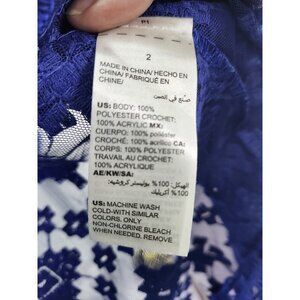 PI
2
MADE IN CHINA/ HECHO EN
CHINA/ FABRIQUÉ EN
CHINE/
صنع في الصين
US: BODY: 100%
POLYESTER CROCHET:
100% ACRYLIC MX:
CUERPO: 100% poliéster
CROCHÉ: 100% acrílico CA:
CORPS: 100% POLYESTER
TRAVAIL AU CROCHET:
100% ACRYLIQUE
AE/KW/SA:
الهيكل: 100% بوليستر كروشيه:
100% أكريليك
US: MACHINE WASH
COLD-WITH SIMILAR
COLORS. ONLY
NON-CHLORINE BLEACH
WHEN NEEDED. REMOVE